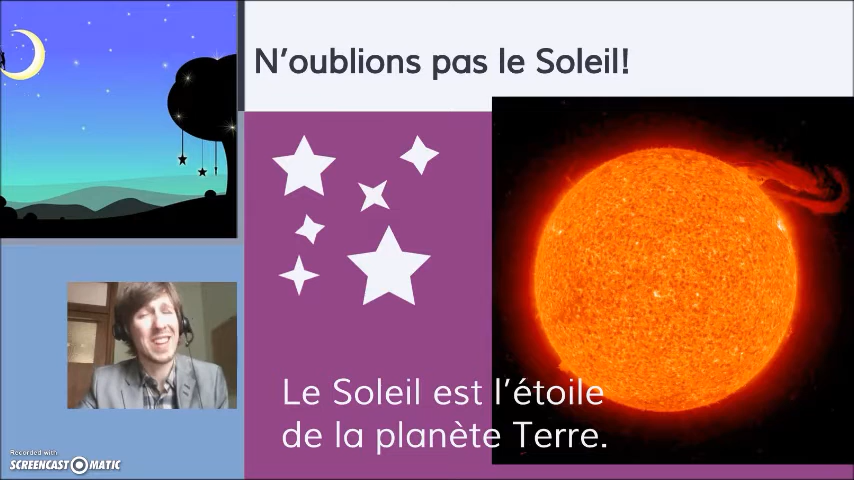 N'oublions pas le Soleil!
Le Soleil est l'étoile
de la planète Terre.
Recorded with
SCREENCAST-O-MATIC